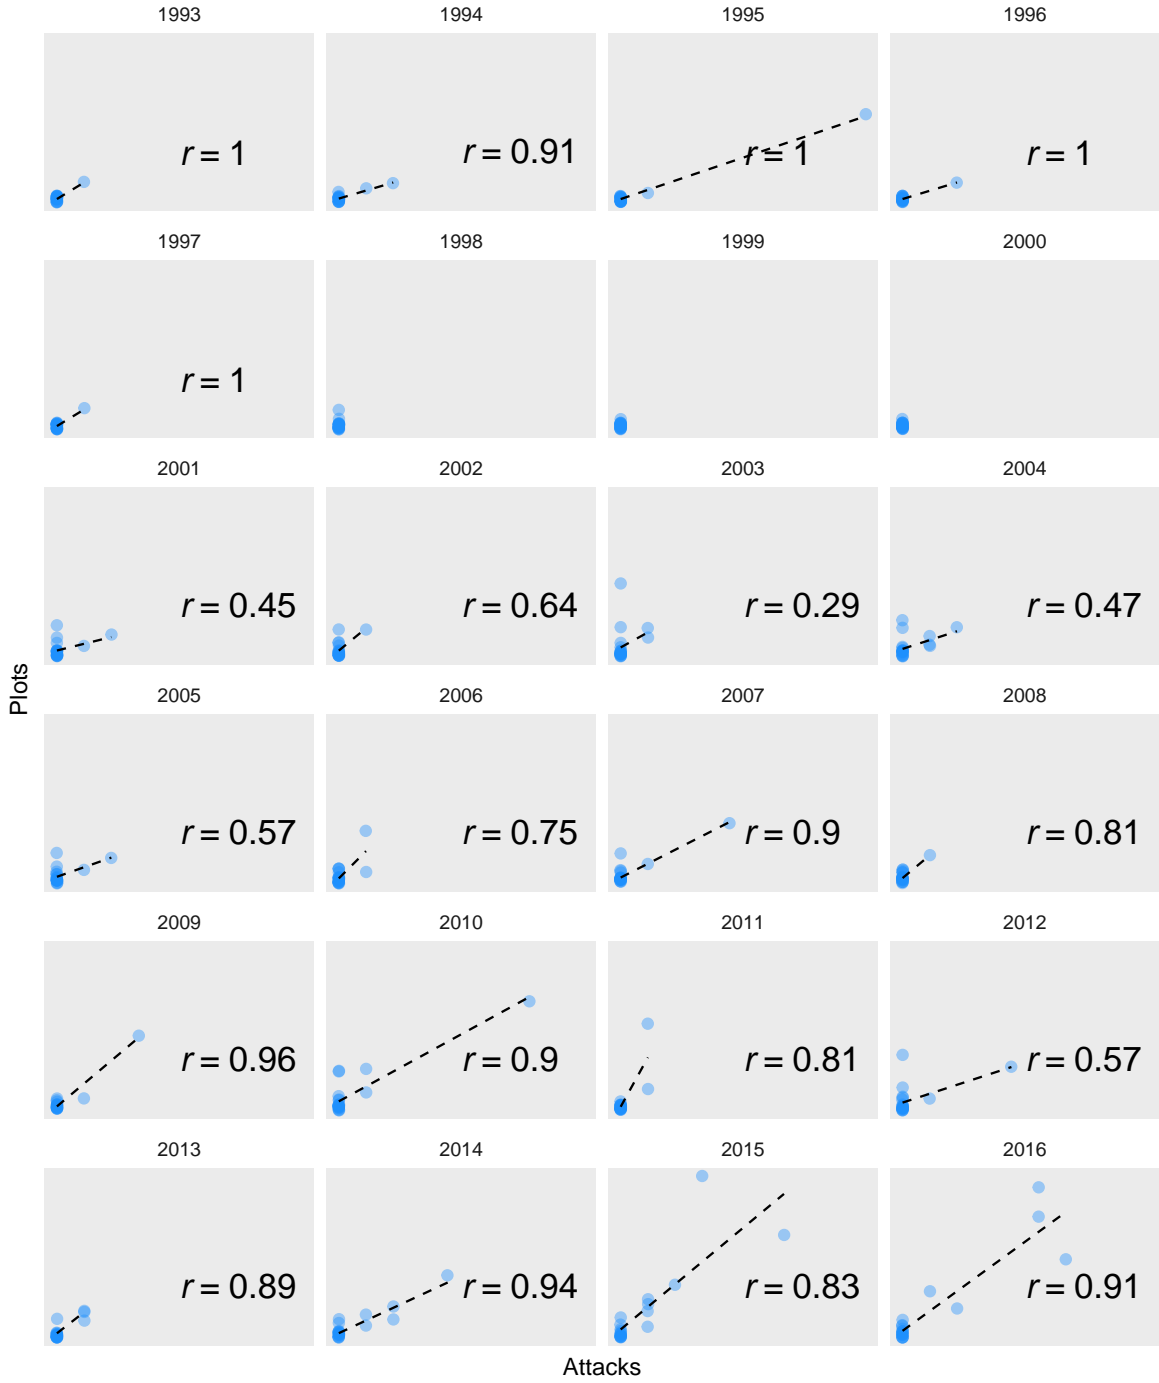 1993 1994 1995 1996
r = 1 r = 0.91 r = 1 r = 1
1997 1998 1999 2000
r = 1
2001 2002 2003 2004
r = 0.45 r = 0.64 r = 0.29 r = 0.47
Plots
2005 2006 2007 2008
r = 0.57 r = 0.75 r = 0.9 r = 0.81
2009 2010 2011 2012
r = 0.96 r = 0.9 r = 0.81 r = 0.57
2013 2014 2015 2016
r = 0.89 r = 0.94 r = 0.83 r = 0.91
Attacks